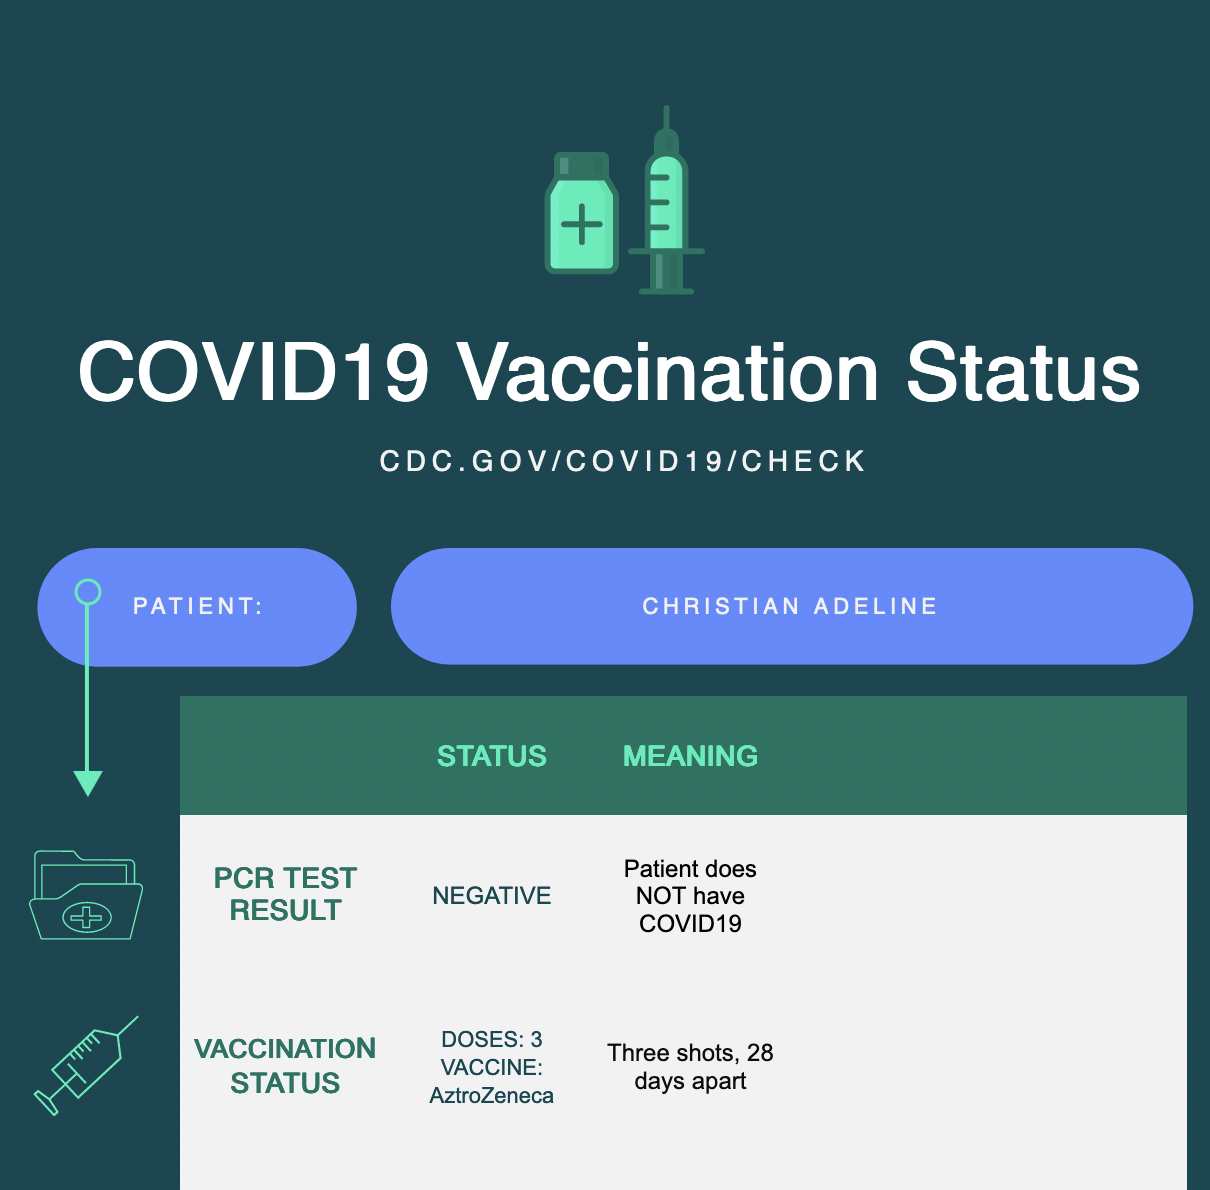 COVID19 Vaccination Status
CDC.GOV/COVID19/CHECK
PATIENT:
CHRISTIAN ADELINE
STATUS
MEANING
PCR TEST
RESULT
NEGATIVE
Patient does
NOT have
COVID19
VACCINATION
STATUS
DOSES: 3
VACCINE:
AztroZeneca
Three shots, 28
days apart